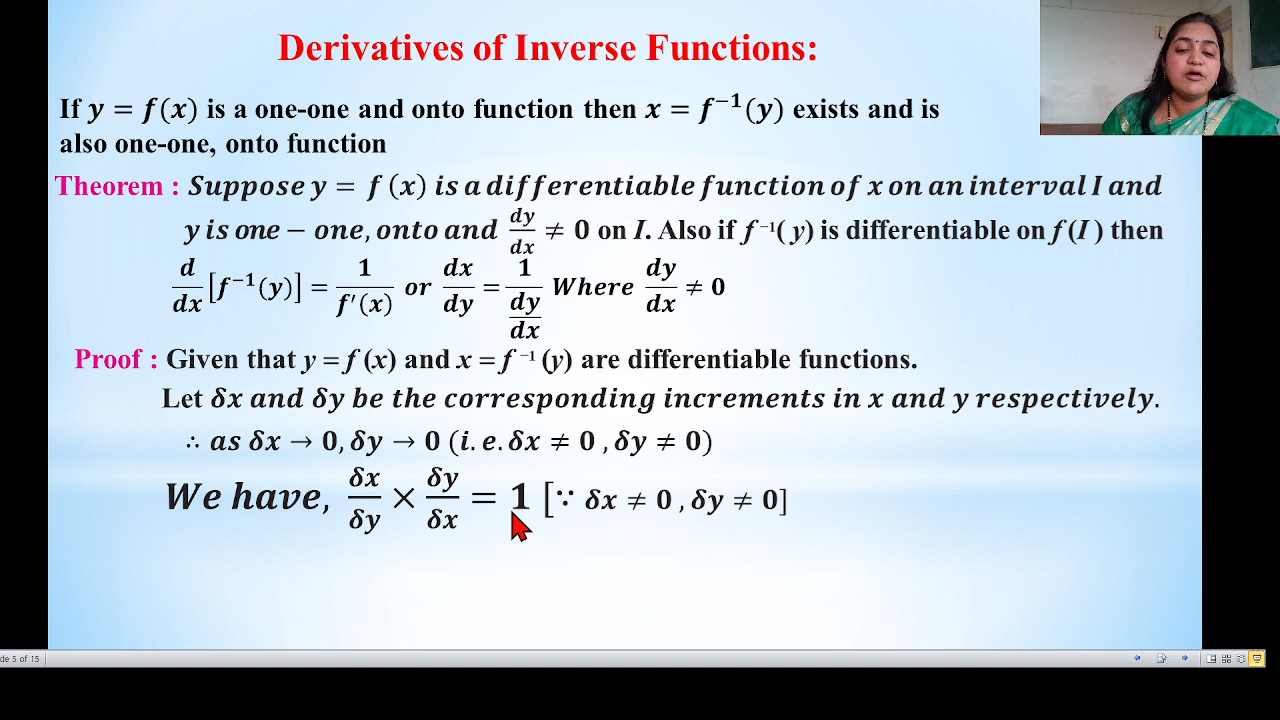 Derivatives of Inverse Functions:
If y = f(x) is a one-one and onto function then x = f⁻¹(y) exists and is
also one-one, onto function
Theorem : Suppose y = f(x) is a differentiable function of x on an interval I and
y is one − one, onto and dy/dx ≠ 0 on I. Also if f⁻¹( y) is differentiable on f (I ) then
d/dx [f⁻¹(y)] = 1/f′(x) or dx/dy = 1/(dy/dx) Where dy/dx ≠ 0
Proof : Given that y = f (x) and x = f⁻¹ (y) are differentiable functions.
Let δx and δy be the corresponding increments in x and y respectively.
∴ as δx → 0, δy → 0 (i. e. δx ≠ 0 , δy ≠ 0)
We have, δx/δy × δy/δx = 1 [∵ δx ≠ 0 , δy ≠ 0]
de 5 of 15